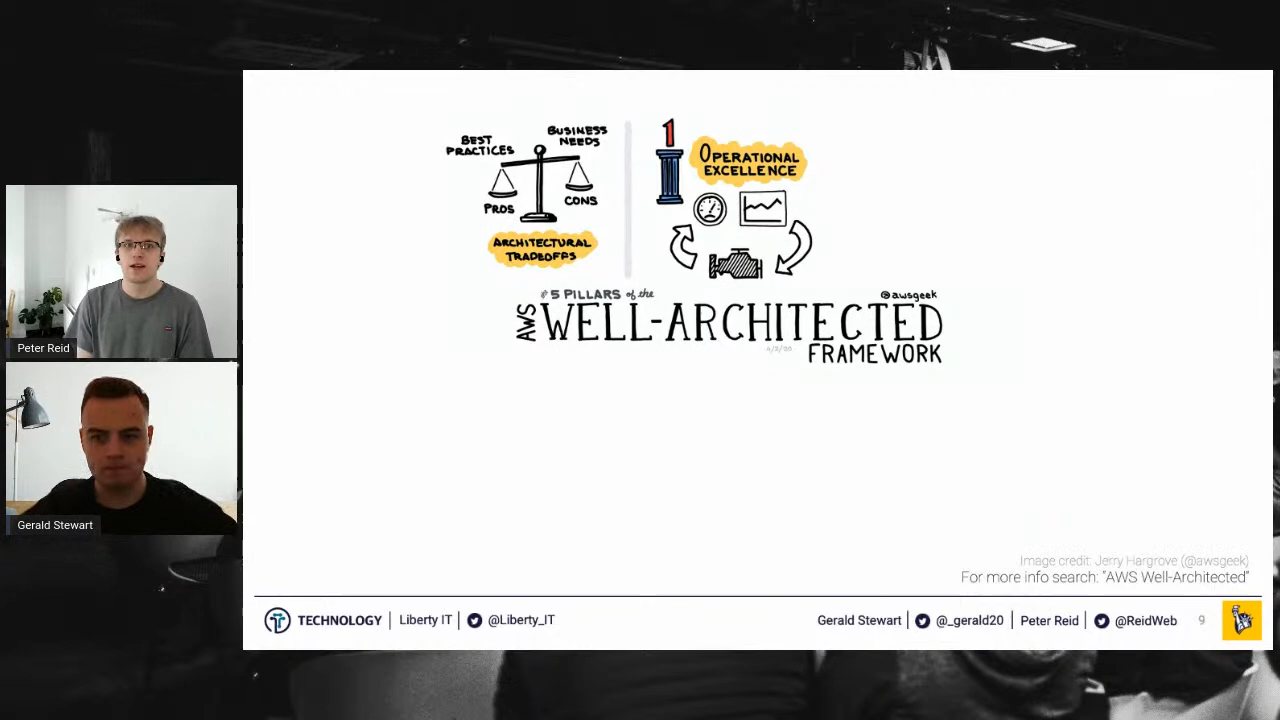 Peter Reid
Gerald Stewart
BEST
PRACTICES
BUSINESS
NEEDS
PROS
CONS
ARCHITECTURAL
TRADEOFFS
1
OPERATIONAL
EXCELLENCE
5 PILLARS of the
@awsgeek
AWS WELL-ARCHITECTED
FRAMEWORK
Image credit: Jerry Hargrove (@awsgeek)
For more info search: "AWS Well-Architected"
TECHNOLOGY | Liberty IT | @Liberty_IT
Gerald Stewart | @_gerald20 | Peter Reid | @ReidWeb 9